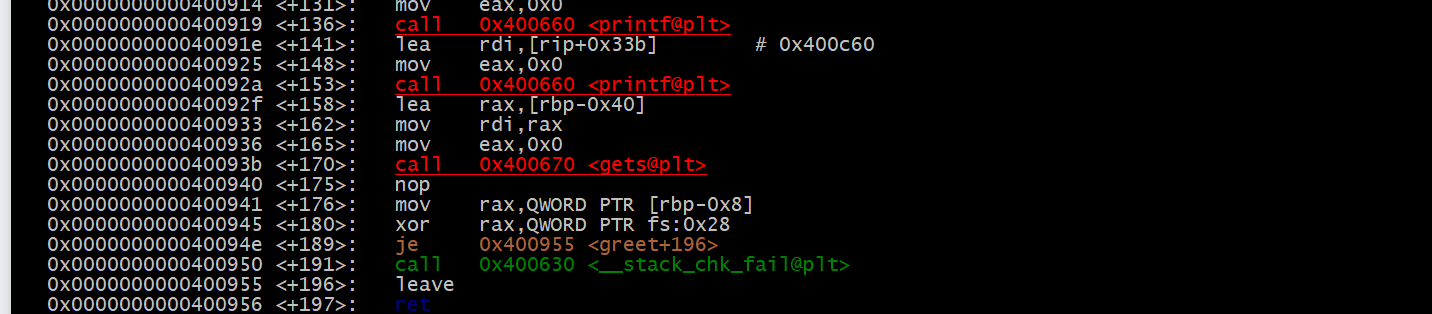 0x0000000000400914 <+131>: mov eax,0x0
0x0000000000400919 <+136>: call 0x400660 <printf@plt>
0x000000000040091e <+141>: lea rdi,[rip+0x33b] # 0x400c60
0x0000000000400925 <+148>: mov eax,0x0
0x000000000040092a <+153>: call 0x400660 <printf@plt>
0x000000000040092f <+158>: lea rax,[rbp-0x40]
0x0000000000400933 <+162>: mov rdi,rax
0x0000000000400936 <+165>: mov eax,0x0
0x000000000040093b <+170>: call 0x400670 <gets@plt>
0x0000000000400940 <+175>: nop
0x0000000000400941 <+176>: mov rax,QWORD PTR [rbp-0x8]
0x0000000000400945 <+180>: xor rax,QWORD PTR fs:0x28
0x000000000040094e <+189>: je 0x400955 <greet+196>
0x0000000000400950 <+191>: call 0x400630 <__stack_chk_fail@plt>
0x0000000000400955 <+196>: leave
0x0000000000400956 <+197>: ret